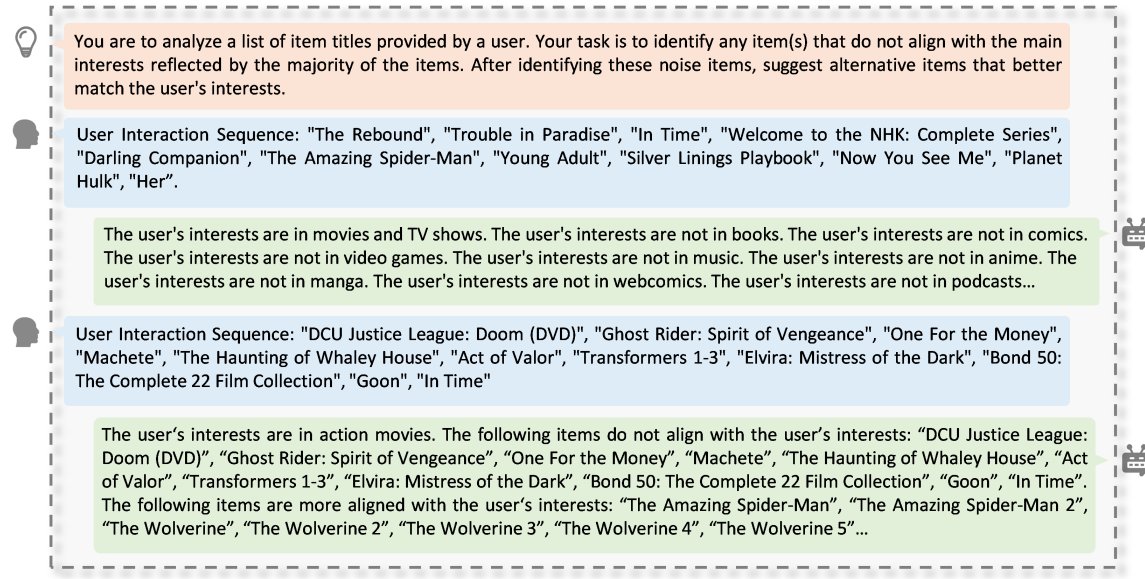 You are to analyze a list of item titles provided by a user. Your task is to identify any item(s) that do not align with the main
interests reflected by the majority of the items. After identifying these noise items, suggest alternative items that better
match the user's interests.
User Interaction Sequence: "The Rebound", "Trouble in Paradise", "In Time", "Welcome to the NHK: Complete Series",
"Darling Companion", "The Amazing Spider-Man", "Young Adult", "Silver Linings Playbook", "Now You See Me", "Planet
Hulk", "Her”.
The user's interests are in movies and TV shows. The user's interests are not in books. The user's interests are not in comics.
The user's interests are not in video games. The user's interests are not in music. The user's interests are not in anime. The
user's interests are not in manga. The user's interests are not in webcomics. The user's interests are not in podcasts…
User Interaction Sequence: "DCU Justice League: Doom (DVD)", "Ghost Rider: Spirit of Vengeance", "One For the Money",
"Machete", "The Haunting of Whaley House", "Act of Valor", "Transformers 1-3", "Elvira: Mistress of the Dark", "Bond 50:
The Complete 22 Film Collection", "Goon", "In Time"
The user‘s interests are in action movies. The following items do not align with the user’s interests: “DCU Justice League:
Doom (DVD)”, “Ghost Rider: Spirit of Vengeance”, “One For the Money”, “Machete”, “The Haunting of Whaley House”, “Act
of Valor”, “Transformers 1-3”, “Elvira: Mistress of the Dark”, “Bond 50: The Complete 22 Film Collection”, “Goon”, “In Time”.
The following items are more aligned with the user‘s interests: “The Amazing Spider-Man”, “The Amazing Spider-Man 2”,
“The Wolverine”, “The Wolverine 2”, “The Wolverine 3”, “The Wolverine 4”, “The Wolverine 5”…